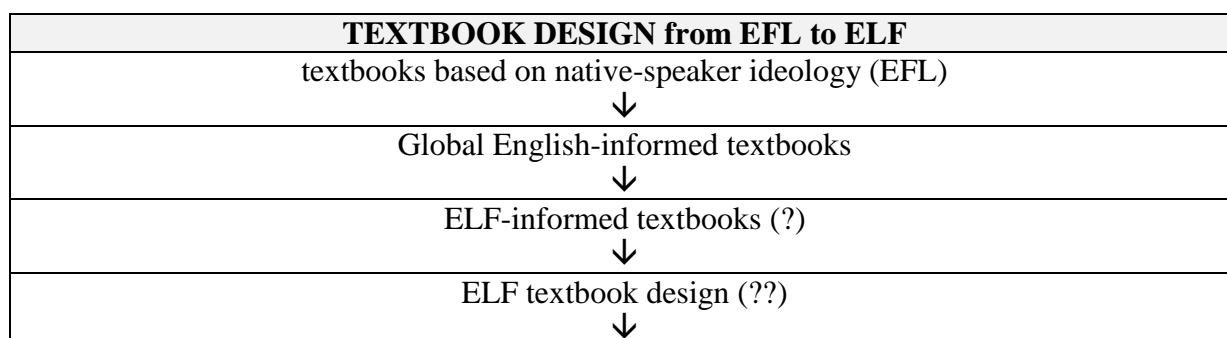 TEXTBOOK DESIGN from EFL to ELF
textbooks based on native-speaker ideology (EFL)
↓
Global English-informed textbooks
↓
ELF-informed textbooks (?)
↓
ELF textbook design (??)
↓